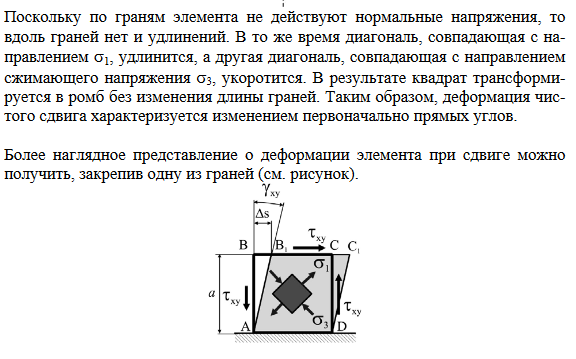 Поскольку по граням элемента не действуют нормальные напряжения, то
вдоль граней нет и удлинений. В то же время диагональ, совпадающая с на-
правлением σ₁, удлинится, а другая диагональ, совпадающая с направлением
сжимающего напряжения σ₃, укоротится. В результате квадрат трансформи-
руется в ромб без изменения длины граней. Таким образом, деформация чис-
того сдвига характеризуется изменением первоначально прямых углов.
Более наглядное представление о деформации элемента при сдвиге можно
получить, закрепив одну из граней (см. рисунок).
γxy
Δs
τxy
B B₁ C C₁
σ₁
a τxy
τxy
σ₃
A D